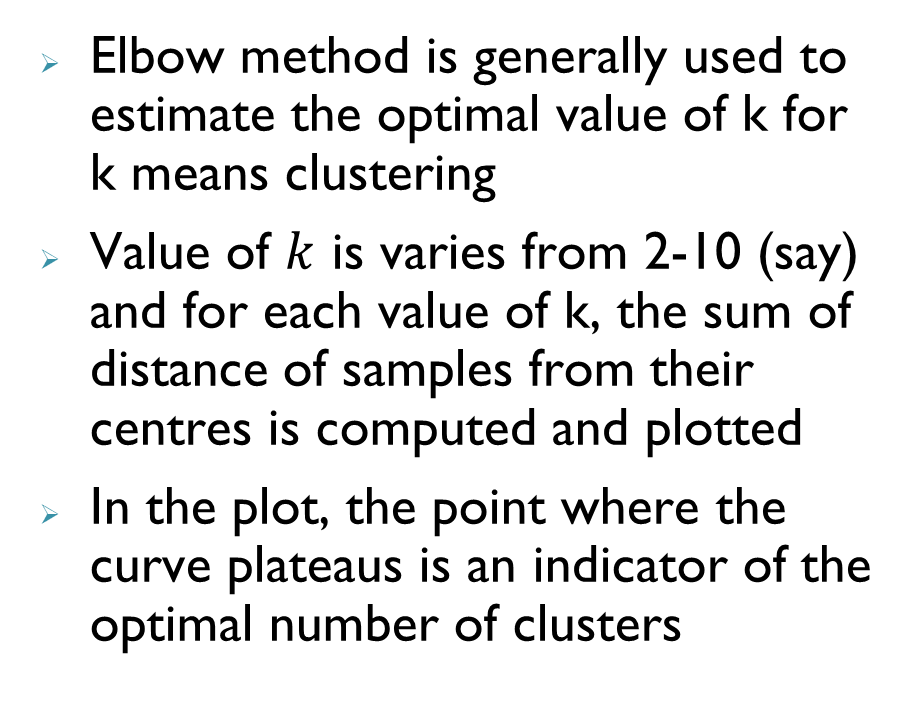 Elbow method is generally used to
estimate the optimal value of k for
k means clustering
Value of k is varies from 2-10 (say)
and for each value of k, the sum of
distance of samples from their
centres is computed and plotted
In the plot, the point where the
curve plateaus is an indicator of the
optimal number of clusters